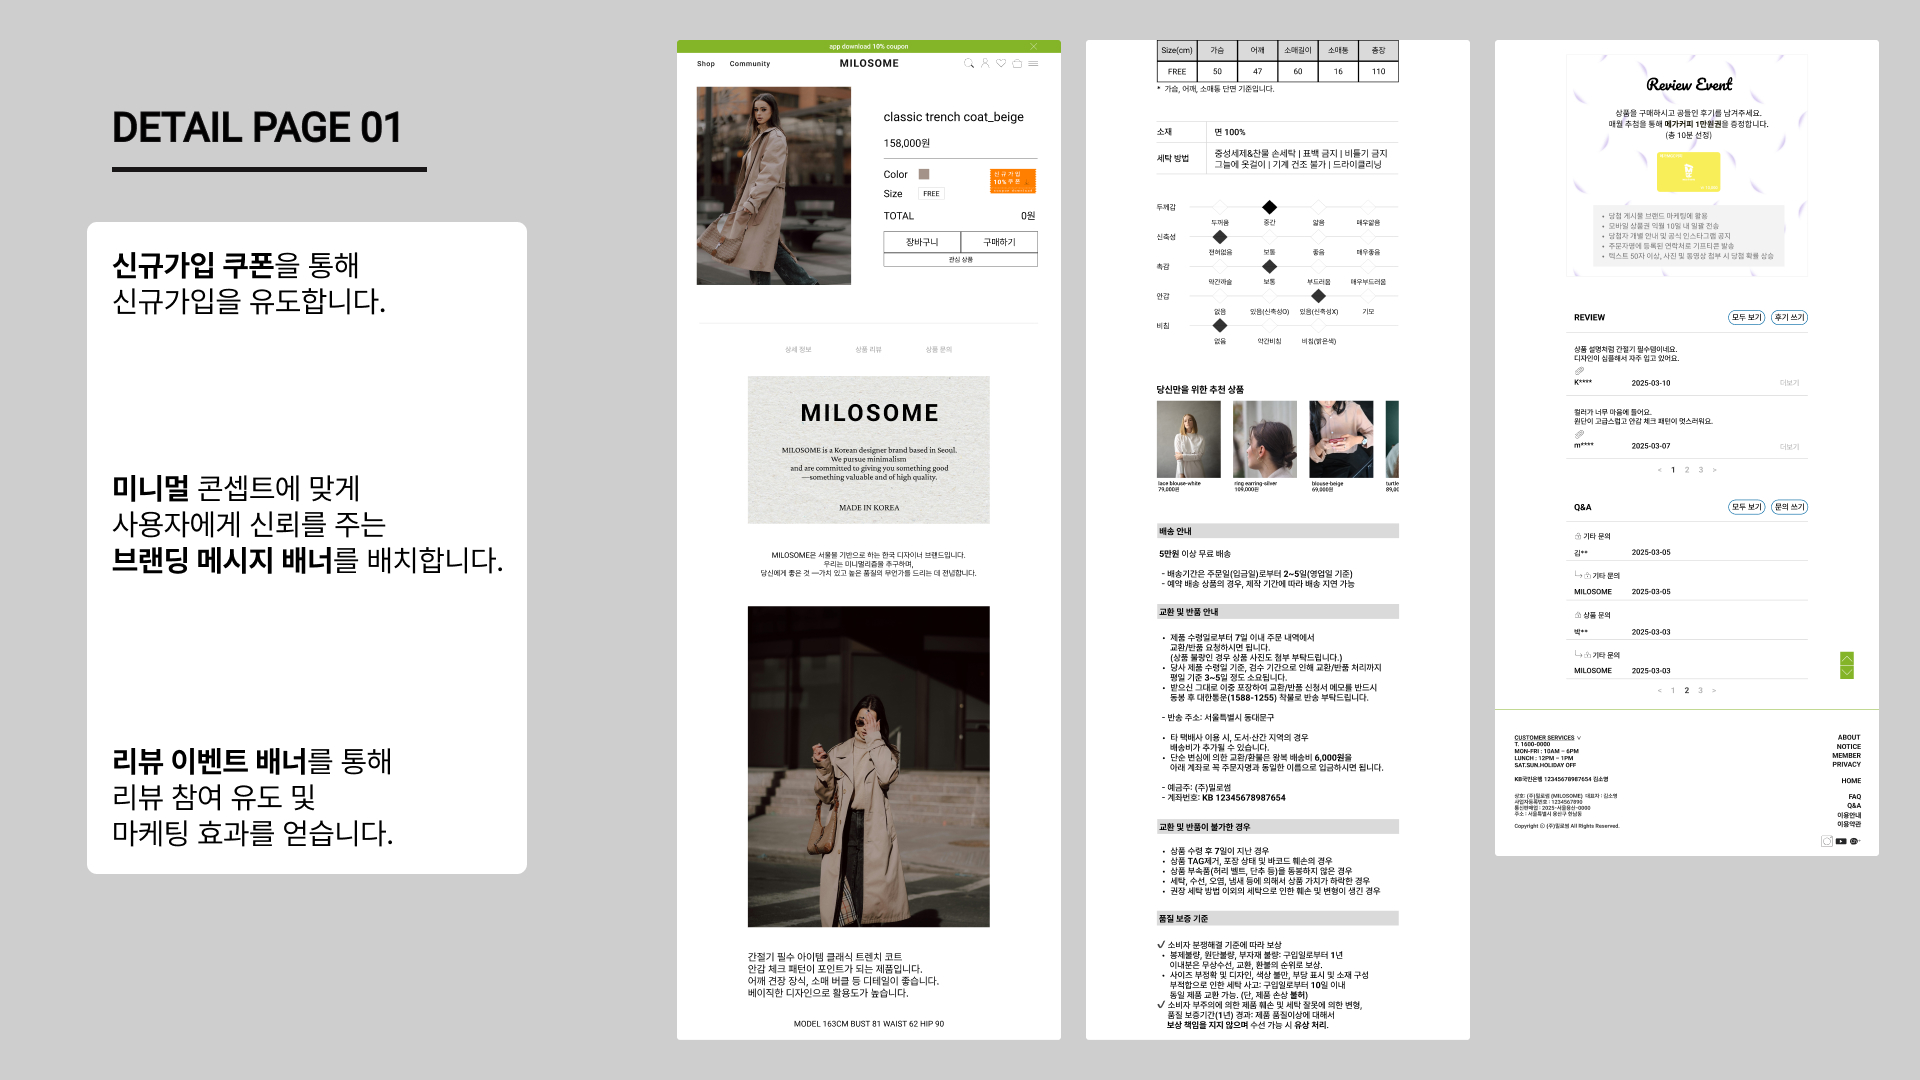 DETAIL PAGE 01
신규가입 쿠폰을 통해
신규가입을 유도합니다.
미니멀 콘셉트에 맞게
사용자에게 신뢰를 주는
브랜딩 메시지 배너를 배치합니다.
리뷰 이벤트 배너를 통해
리뷰 참여 유도 및
마케팅 효과를 얻습니다.
app download 10% coupon
Shop Community MILOSOME
classic trench coat_beige
158,000원
Color
신규가입
10% 쿠폰
Size FREE
TOTAL 0원
장바구니 구매하기
관심 상품
상세 정보 상품 리뷰 상품 문의
MILOSOME
MILOSOME is a Korean designer brand based in Seoul.
We pursue minimalism
and are committed to giving you something good
—something valuable and of high quality.
MADE IN KOREA
MILOSOME은 서울을 기반으로 하는 한국 디자이너 브랜드입니다.
우리는 미니멀리즘을 추구하며,
당신에게 좋은 것 —가치 있고 높은 품질의 무언가를 드리는 데 전념합니다.
간절기 필수 아이템 클래식 트렌치 코트
안감 체크 패턴이 포인트가 되는 제품입니다.
어깨 견장 장식, 소매 버클 등 디테일이 좋습니다.
베이직한 디자인으로 활용도가 높습니다.
MODEL 163CM BUST 81 WAIST 62 HIP 90
Size(cm) 가슴 어깨 소매길이 소매통 총장
FREE 50 47 60 16 110
* 가슴, 어깨, 소매통 단면 기준입니다.
소재 면 100%
세탁 방법 중성세제&찬물 손세탁 | 표백 금지 | 비틀기 금지
그늘에 옷걸이 | 기계 건조 불가 | 드라이클리닝
두께감
두꺼움 중간 얇음 매우얇음
신축성
전혀없음 보통 좋음 매우좋음
촉감
약간까슬 보통 부드러움 매우부드러움
안감
없음 있음(신축성O) 있음(신축성X) 기모
비침
없음 약간비침 비침(밝은색)
당신만을 위한 추천 상품
lace blouse-white ring earring-silver blouse-beige turtle
79,000원 109,000원 69,000원 89,0
배송 안내
5만원 이상 무료 배송
- 배송기간은 주문일(입금일)로부터 2~5일(영업일 기준)
- 예약 배송 상품의 경우, 제작 기간에 따라 배송 지연 가능
교환 및 반품 안내
• 제품 수령일로부터 7일 이내 주문 내역에서
교환/반품 요청하시면 됩니다.
(상품 불량인 경우 상품 사진도 첨부 부탁드립니다.)
• 당사 제품 수령일 기준, 검수 기간으로 인해 교환/반품 처리까지
평일 기준 3~5일 정도 소요됩니다.
• 받으신 그대로 이중 포장하여 교환/반품 신청서 메모를 반드시
동봉 후 대한통운(1588-1255) 착불로 반송 부탁드립니다.
- 반송 주소: 서울특별시 동대문구
• 타 택배사 이용 시, 도서·산간 지역의 경우
배송비가 추가될 수 있습니다.
• 단순 변심에 의한 교환/환불은 왕복 배송비 6,000원을
아래 계좌로 꼭 주문자명과 동일한 이름으로 입금하시면 됩니다.
- 예금주: (주)밀로썸
- 계좌번호: KB 12345678987654
교환 및 반품이 불가한 경우
• 상품 수령 후 7일이 지난 경우
• 상품 TAG제거, 포장 상태 및 바코드 훼손의 경우
• 상품 부속품(허리 벨트, 단추 등)을 동봉하지 않은 경우
• 세탁, 수선, 오염, 냄새 등에 의해서 상품 가치가 하락한 경우
• 권장 세탁 방법 이외의 세탁으로 인한 훼손 및 변형이 생긴 경우
품질 보증 기준
✓ 소비자 분쟁해결 기준에 따라 보상
• 봉제불량, 원단불량, 부자재 불량: 구입일로부터 1년
이내분은 무상수선, 교환, 환불의 순위로 보상.
• 사이즈 부정확 및 디자인, 색상 불만, 부당 표시 및 소재 구성
부적합으로 인한 세탁 사고: 구입일로부터 10일 이내
동일 제품 교환 가능. (단, 제품 손상 불허)
✓ 소비자 부주의에 의한 제품 훼손 및 세탁 잘못에 의한 변형,
품질 보증기간(1년) 경과: 제품 품질이상에 대해서
보상 책임을 지지 않으며 수선 가능 시 유상 처리.
Review Event
상품을 구매하시고 공들인 후기를 남겨주세요.
매월 추첨을 통해 메가커피 1만원권을 증정합니다.
(총 10분 선정)
• 당첨 게시물 브랜드 마케팅에 활용
• 모바일 상품권 익월 10일 내 일괄 전송
• 당첨자 개별 안내 및 공식 인스타그램 공지
• 주문자명에 등록된 연락처로 기프티콘 발송
• 텍스트 50자 이상, 사진 및 동영상 첨부 시 당첨 확률 상승
REVIEW 모두 보기 후기 쓰기
상품 설명처럼 간절기 필수템이네요.
디자인이 심플해서 자주 입고 있어요.
K**** 2025-03-10 더보기
컬러가 너무 마음에 들어요.
원단이 고급스럽고 안감 체크 패턴이 멋스러워요.
m**** 2025-03-07 더보기
< 1 2 3 >
Q&A 모두 보기 문의 쓰기
기타 문의
김** 2025-03-05
기타 문의
MILOSOME 2025-03-05
상품 문의
박** 2025-03-03
기타 문의
MILOSOME 2025-03-03
< 1 2 3 >
CUSTOMER SERVICES ∨
T. 1600-0000
MON-FRI : 10AM ~ 6PM
LUNCH : 12PM ~ 1PM
SAT.SUN.HOLIDAY OFF
KB국민은행 12345678987654 김소영
상호: (주)밀로썸 (MILOSOME) 대표자 : 김소영
사업자등록번호 : 1234567890
통신판매업 : 2025-서울용산-0000
주소 : 서울특별시 용산구 한남동
Copyright ⓒ (주)밀로썸 All Rights Reserved.
ABOUT
NOTICE
MEMBER
PRIVACY
HOME
FAQ
Q&A
이용안내
이용약관